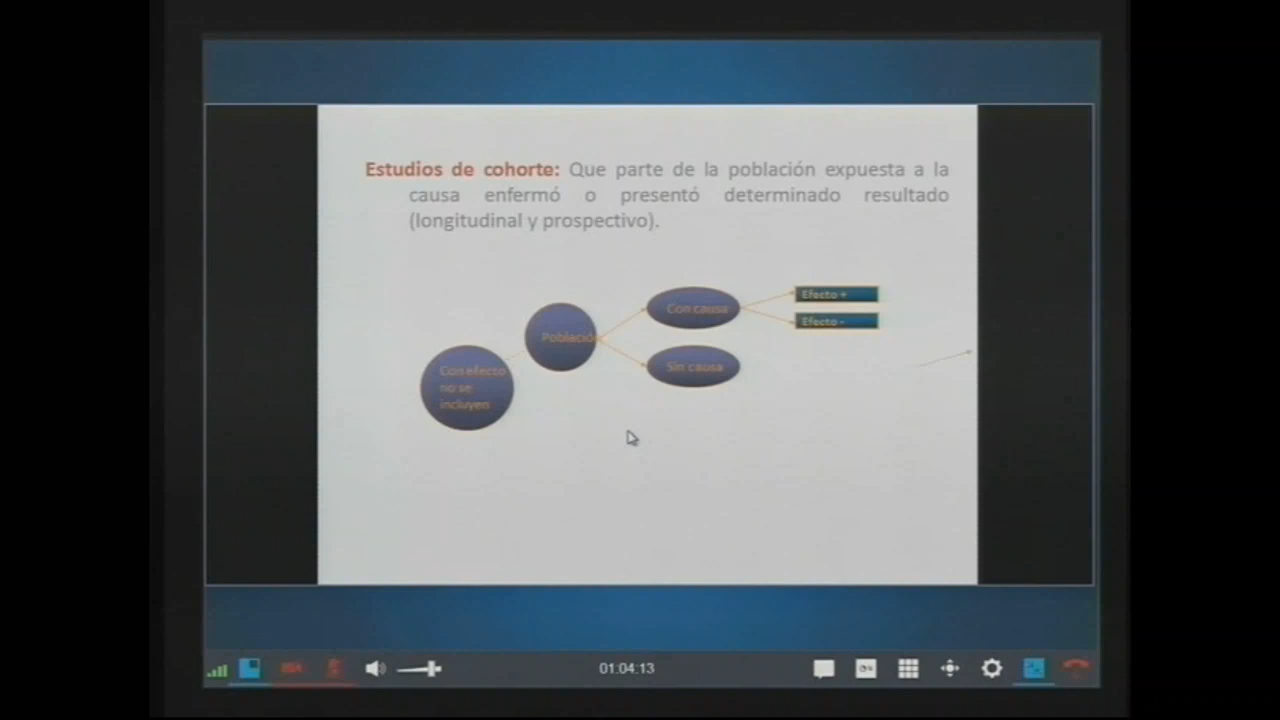 Estudios de cohorte: Que parte de la población expuesta a la
causa enfermó o presentó determinado resultado
(longitudinal y prospectivo).
Con causa
Efecto +
Efecto -
Población
Sin causa
Con efecto
no se
incluyen
01:04:13